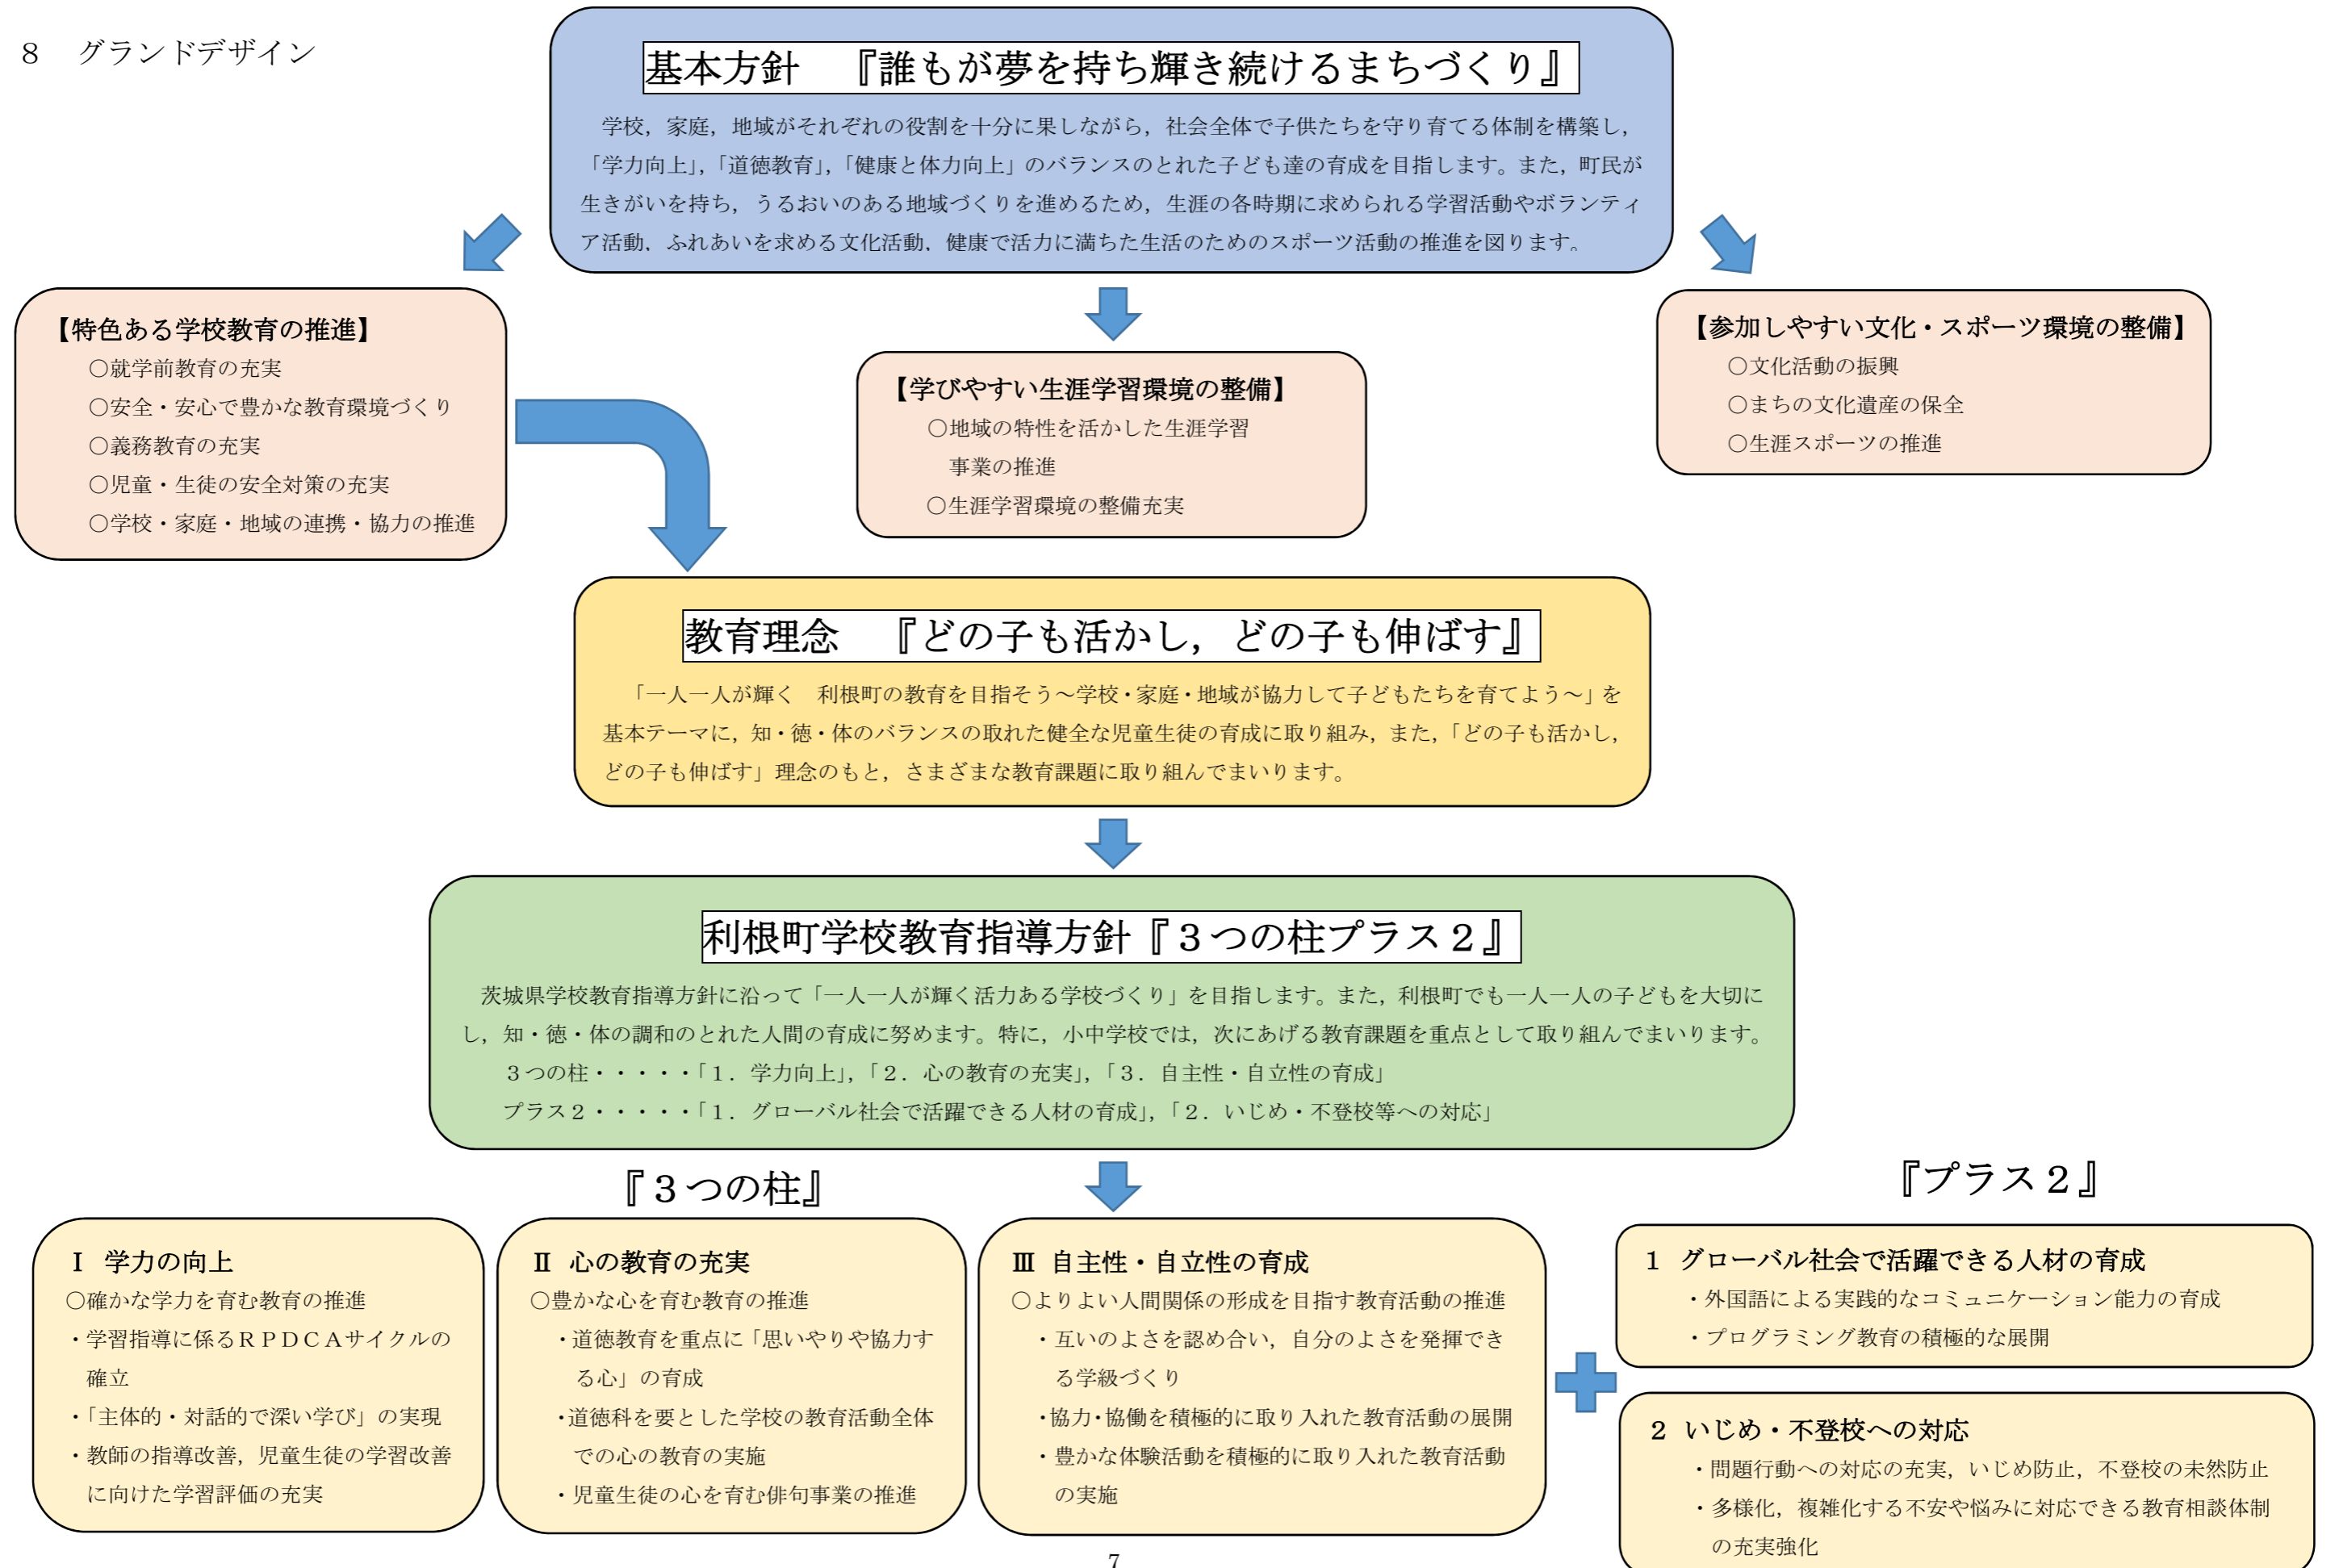 ８　グランドデザイン
基本方針　『誰もが夢を持ち輝き続けるまちづくり』
学校，家庭，地域がそれぞれの役割を十分に果しながら，社会全体で子供たちを守り育てる体制を構築し，
「学力向上」，「道徳教育」，「健康と体力向上」のバランスのとれた子ども達の育成を目指します。また，町民が
生きがいを持ち，うるおいのある地域づくりを進めるため，生涯の各時期に求められる学習活動やボランティ
ア活動，ふれあいを求める文化活動，健康で活力に満ちた生活のためのスポーツ活動の推進を図ります。
【特色ある学校教育の推進】
○就学前教育の充実
○安全・安心で豊かな教育環境づくり
○義務教育の充実
○児童・生徒の安全対策の充実
○学校・家庭・地域の連携・協力の推進
【学びやすい生涯学習環境の整備】
○地域の特性を活かした生涯学習
事業の推進
○生涯学習環境の整備充実
【参加しやすい文化・スポーツ環境の整備】
○文化活動の振興
○まちの文化遺産の保全
○生涯スポーツの推進
教育理念　『どの子も活かし，どの子も伸ばす』
「一人一人が輝く　利根町の教育を目指そう～学校・家庭・地域が協力して子どもたちを育てよう～」を
基本テーマに，知・徳・体のバランスの取れた健全な児童生徒の育成に取り組み，また，「どの子も活かし，
どの子も伸ばす」理念のもと，さまざまな教育課題に取り組んでまいります。
利根町学校教育指導方針『３つの柱プラス２』
茨城県学校教育指導方針に沿って「一人一人が輝く活力ある学校づくり」を目指します。また，利根町でも一人一人の子どもを大切に
し，知・徳・体の調和のとれた人間の育成に努めます。特に，小中学校では，次にあげる教育課題を重点として取り組んでまいります。
３つの柱・・・・・「１．学力向上」，「２．心の教育の充実」，「３．自主性・自立性の育成」
プラス２・・・・・「１．グローバル社会で活躍できる人材の育成」，「２．いじめ・不登校等への対応」
『３つの柱』
『プラス２』
Ⅰ 学力の向上
○確かな学力を育む教育の推進
・学習指導に係るＲＰＤＣＡサイクルの
確立
・「主体的・対話的で深い学び」の実現
・教師の指導改善，児童生徒の学習改善
に向けた学習評価の充実
Ⅱ 心の教育の充実
○豊かな心を育む教育の推進
・道徳教育を重点に「思いやりや協力す
る心」の育成
・道徳科を要とした学校の教育活動全体
での心の教育の実施
・児童生徒の心を育む俳句事業の推進
Ⅲ 自主性・自立性の育成
○よりよい人間関係の形成を目指す教育活動の推進
・互いのよさを認め合い，自分のよさを発揮でき
る学級づくり
・協力・協働を積極的に取り入れた教育活動の展開
・豊かな体験活動を積極的に取り入れた教育活動
の実施
１ グローバル社会で活躍できる人材の育成
・外国語による実践的なコミュニケーション能力の育成
・プログラミング教育の積極的な展開
２ いじめ・不登校への対応
・問題行動への対応の充実，いじめ防止，不登校の未然防止
・多様化，複雑化する不安や悩みに対応できる教育相談体制
の充実強化
7